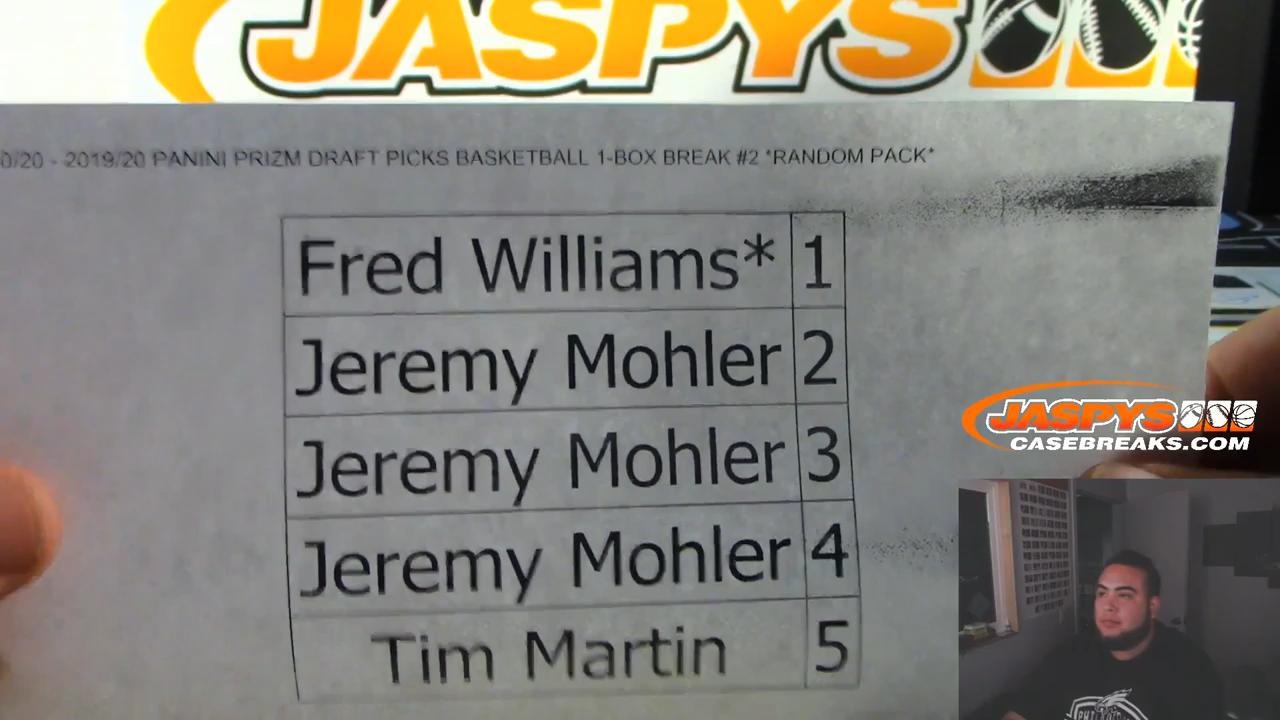 JASPYS
0/20 - 2019/20 PANINI PRIZM DRAFT PICKS BASKETBALL 1-BOX BREAK #2 *RANDOM PACK*
Fred Williams* 1
Jeremy Mohler 2
Jeremy Mohler 3
Jeremy Mohler 4
Tim Martin 5
JASPYS
CASEBREAKS.COM